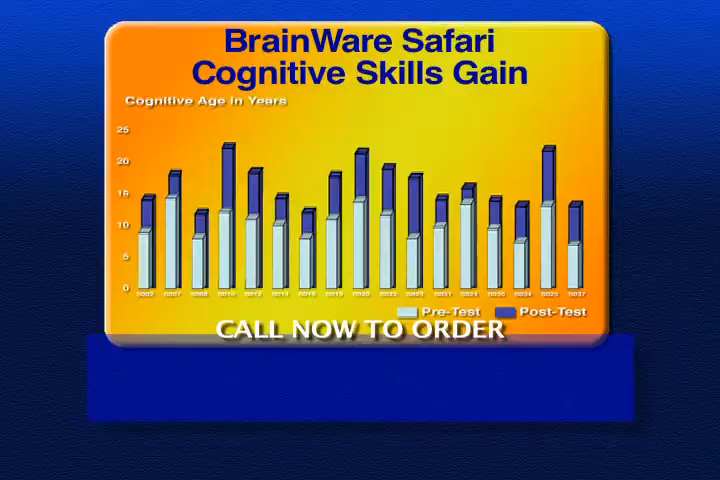 BrainWare Safari
Cognitive Skills Gain
Cognitive Age in Years
25
20
15
10
5
0
Pre-Test
Post-Test
CALL NOW TO ORDER